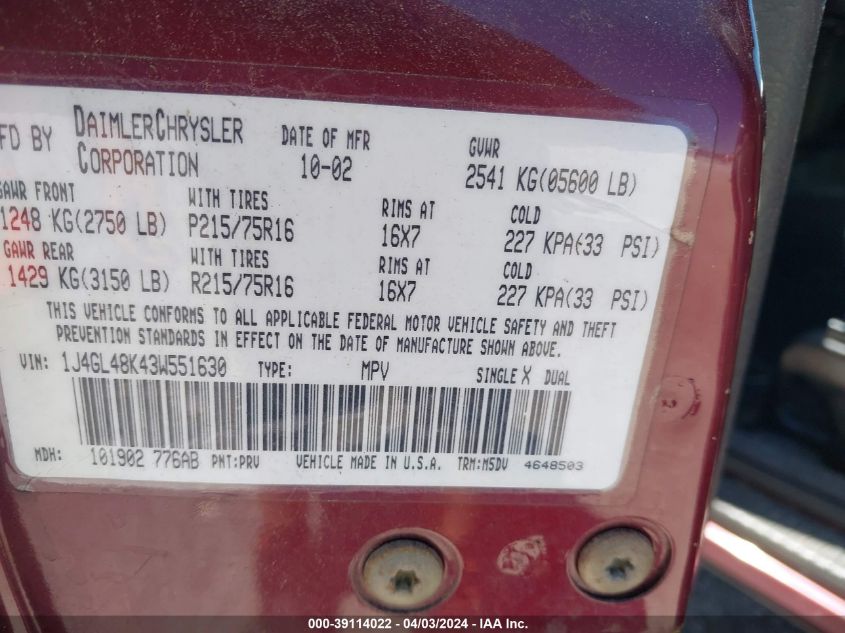 MFD BY DAIMLERCHRYSLER CORPORATION DATE OF MFR 10-02 GVWR 2541 KG(05600 LB)
GAWR FRONT WITH TIRES RIMS AT COLD
1248 KG(2750 LB) P215/75R16 16X7 227 KPA(33 PSI)
GAWR REAR WITH TIRES RIMS AT COLD
1429 KG(3150 LB) R215/75R16 16X7 227 KPA(33 PSI)
THIS VEHICLE CONFORMS TO ALL APPLICABLE FEDERAL MOTOR VEHICLE SAFETY AND THEFT
PREVENTION STANDARDS IN EFFECT ON THE DATE OF MANUFACTURE SHOWN ABOVE.
VIN: 1J4GL48K43W551630 TYPE: MPV SINGLE X DUAL
MDH: 101902 776AB PNT:PRV VEHICLE MADE IN U.S.A. TRM:M5DV 4648503
000-39114022 - 04/03/2024 - IAA Inc.